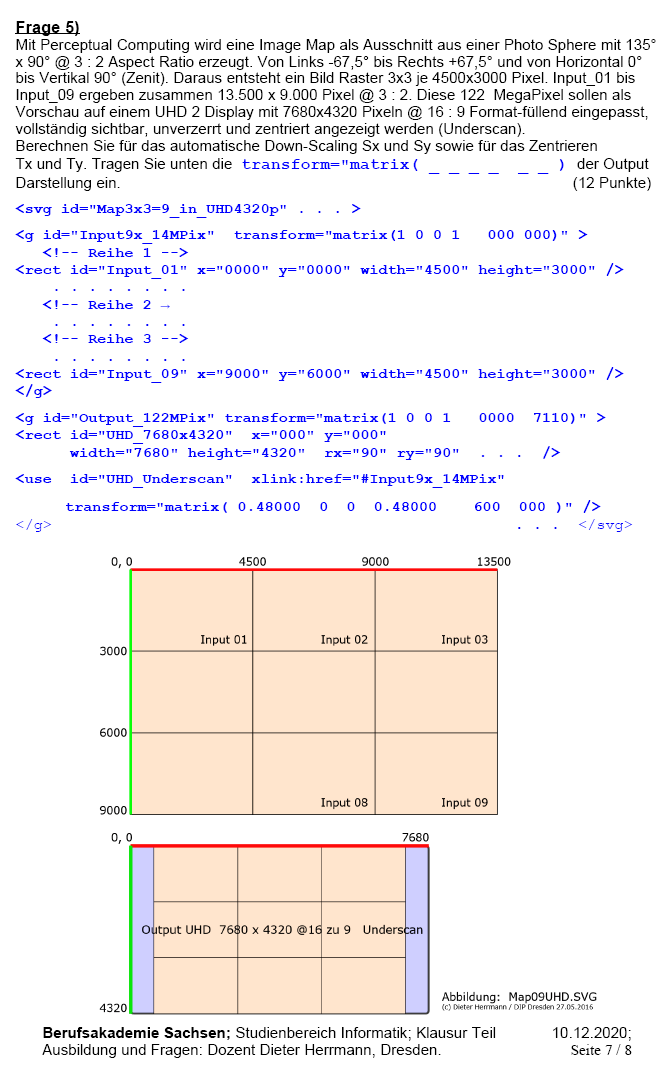 Frage 5)
Mit Perceptual Computing wird eine Image Map als Ausschnitt aus einer Photo Sphere mit 135°
x 90° @ 3 : 2 Aspect Ratio erzeugt. Von Links -67,5° bis Rechts +67,5° und von Horizontal 0°
bis Vertikal 90° (Zenit). Daraus entsteht ein Bild Raster 3x3 je 4500x3000 Pixel. Input_01 bis
Input_09 ergeben zusammen 13.500 x 9.000 Pixel @ 3 : 2. Diese 122 MegaPixel sollen als
Vorschau auf einem UHD 2 Display mit 7680x4320 Pixeln @ 16 : 9 Format-füllend eingepasst,
vollständig sichtbar, unverzerrt und zentriert angezeigt werden (Underscan).
Berechnen Sie für das automatische Down-Scaling Sx und Sy sowie für das Zentrieren
Tx und Ty. Tragen Sie unten die transform="matrix( _ _ _ _ _ _ ) der Output
Darstellung ein. (12 Punkte)
<svg id="Map3x3=9_in_UHD4320p" . . . >
<g id="Input9x_14MPix" transform="matrix(1 0 0 1 000 000)" >
<!-- Reihe 1 -->
<rect id="Input_01" x="0000" y="0000" width="4500" height="3000" />
. . . . . . . .
<!-- Reihe 2 →
. . . . . . . .
<!-- Reihe 3 -->
. . . . . . . .
<rect id="Input_09" x="9000" y="6000" width="4500" height="3000" />
</g>
<g id="Output_122MPix" transform="matrix(1 0 0 1 0000 7110)" >
<rect id="UHD_7680x4320" x="000" y="000"
width="7680" height="4320" rx="90" ry="90" . . . />
<use id="UHD_Underscan" xlink:href="#Input9x_14MPix"
transform="matrix( 0.48000 0 0 0.48000 600 000 )" />
</g> . . . </svg>
0, 0 4500 9000 13500
Input 01 Input 02 Input 03
3000
6000
Input 08 Input 09
9000
0, 0 7680
Output UHD 7680 x 4320 @16 zu 9 Underscan
4320
Abbildung: Map09UHD.SVG
(c) Dieter Herrmann / DIP Dresden 27.05.2016
Berufsakademie Sachsen; Studienbereich Informatik; Klausur Teil 10.12.2020;
Ausbildung und Fragen: Dozent Dieter Herrmann, Dresden. Seite 7 / 8